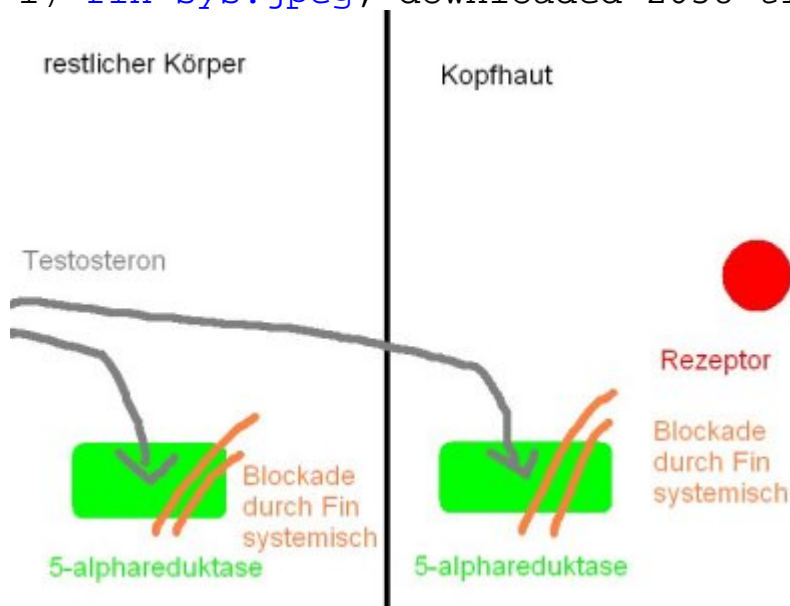 restlicher Körper
Kopfhaut
Testosteron
Rezeptor
Blockade
durch Fin
systemisch
5-alphareduktase
Blockade
durch Fin
systemisch
5-alphareduktase